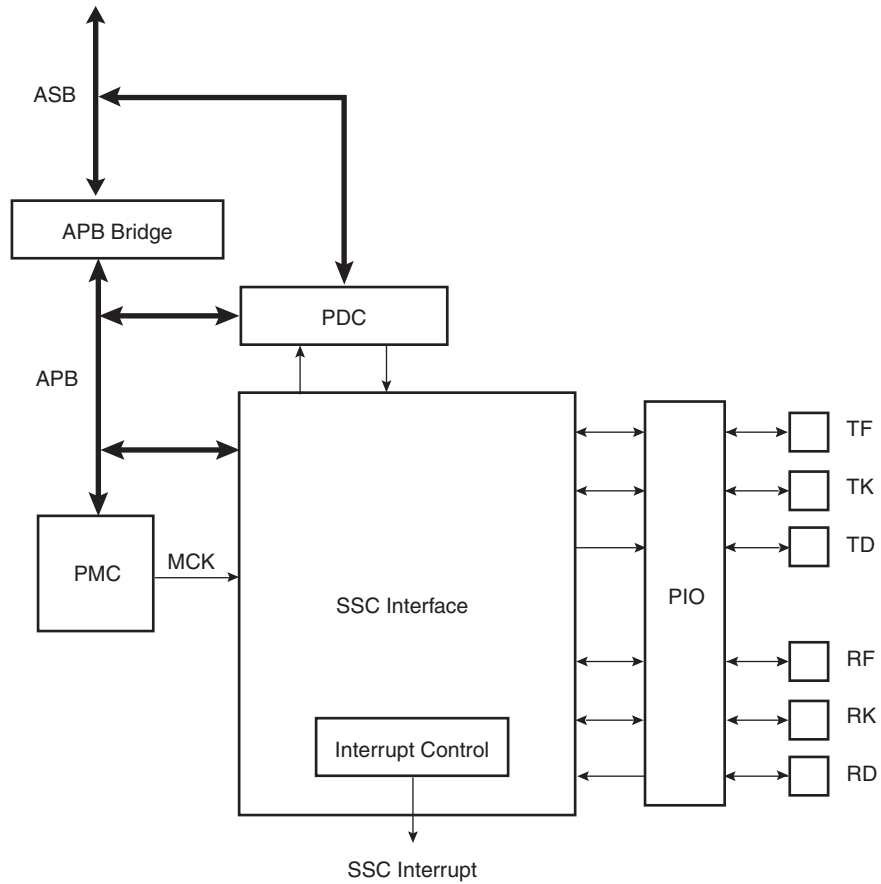 ASB
APB Bridge
PDC
APB
TF
TK
TD
PMC
MCK
SSC Interface
PIO
RF
RK
RD
Interrupt Control
SSC Interrupt